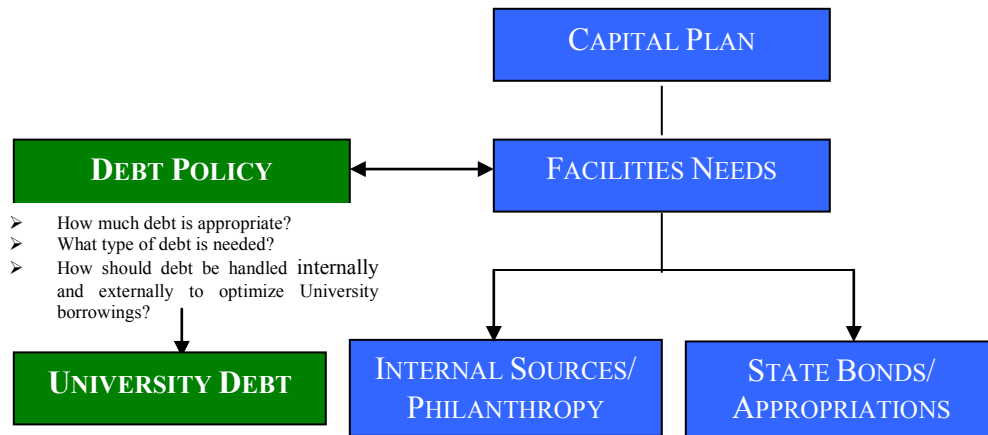 CAPITAL PLAN
DEBT POLICY
FACILITIES NEEDS
➢ How much debt is appropriate?
➢ What type of debt is needed?
➢ How should debt be handled internally
and externally to optimize University
borrowings?
UNIVERSITY DEBT
INTERNAL SOURCES/
PHILANTHROPY
STATE BONDS/
APPROPRIATIONS